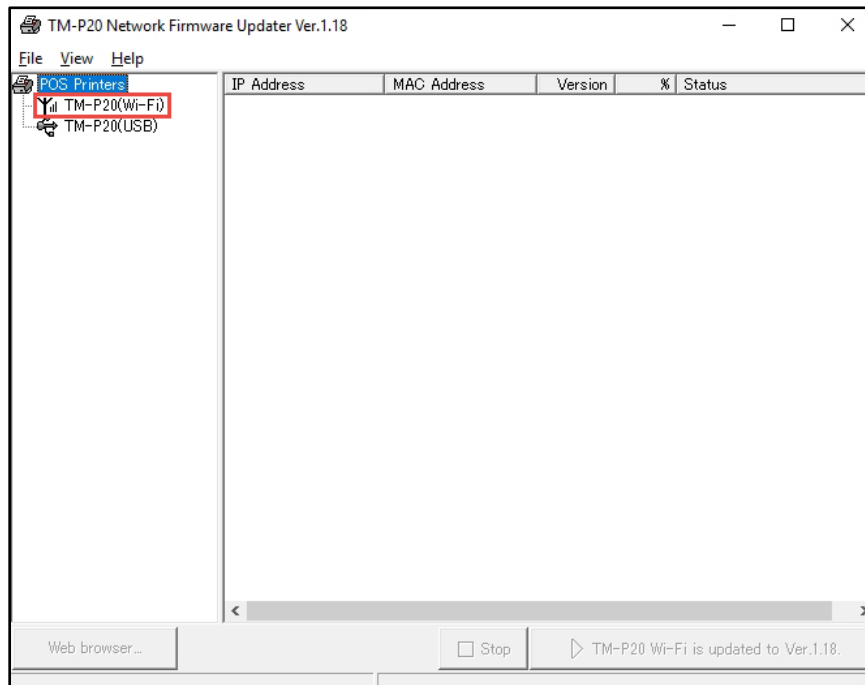 TM-P20 Network Firmware Updater Ver.1.18
File View Help
POS Printers
TM-P20(Wi-Fi)
TM-P20(USB)
IP Address MAC Address Version % Status
Web browser... Stop TM-P20 Wi-Fi is updated to Ver.1.18.